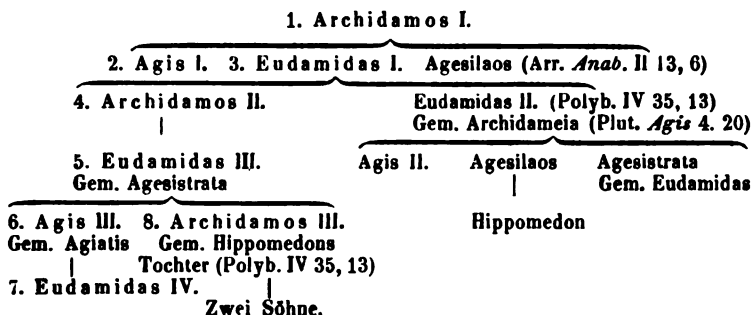 1. Archidamos I.
2. Agis I. 3. Eudamidas I. Agesilaos (Arr. Anab. II 13, 6)
4. Archidamos II. Eudamidas II. (Polyb. IV 35, 13)
Gem. Archidameia (Plut. Agis 4. 20)
5. Eudamidas III. Agis II. Agesilaos Agesistrata
Gem. Agesistrata Gem. Eudamidas
6. Agis III. 8. Archidamos III. Hippomedon
Gem. Agiatis Gem. Hippomedons
Tochter (Polyb. IV 35, 13)
7. Eudamidas IV.
Zwei Söhne.